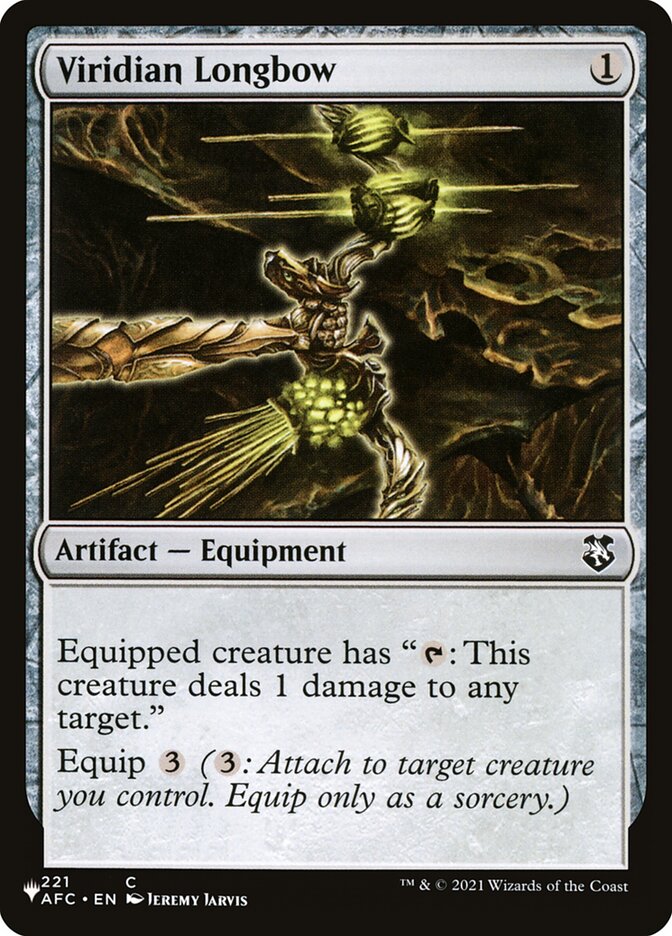 Viridian Longbow 1
Artifact — Equipment
Equipped creature has “: This
creature deals 1 damage to any
target.”
Equip 3 (3: Attach to target creature
you control. Equip only as a sorcery.)
221 C
AFC • EN Jeremy Jarvis
™ & © 2021 Wizards of the Coast